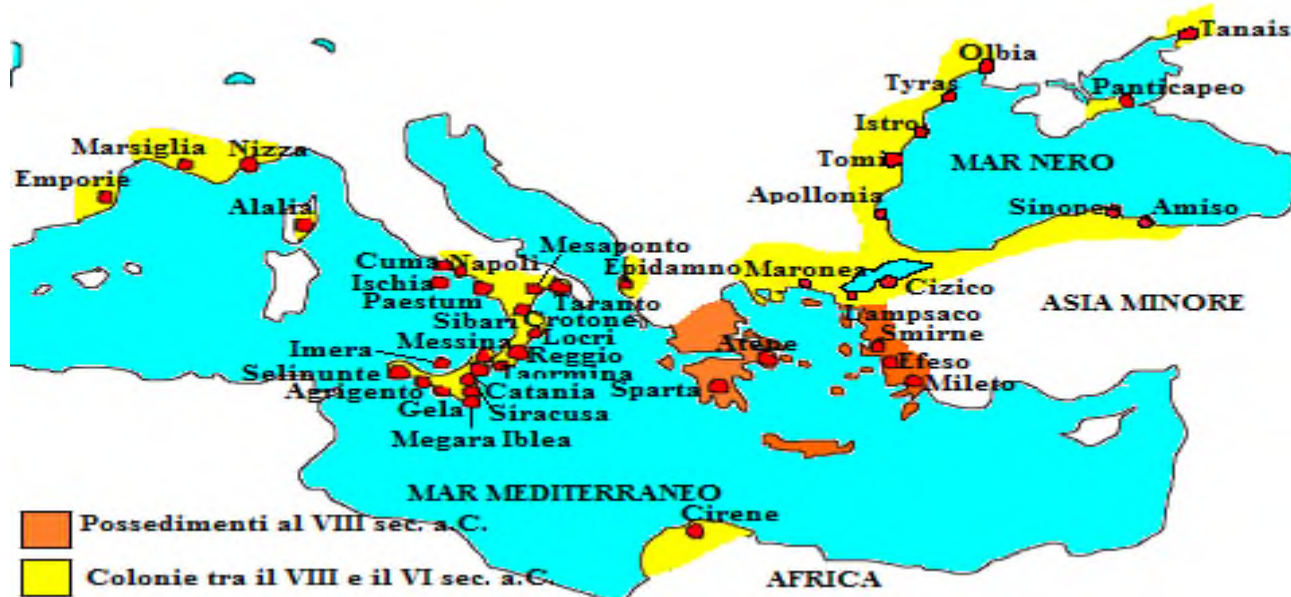 Tanais
Olbia
Tyras
Panticapeo
Istro
Marsiglia
Nizza
Tomi
MAR NERO
Emporie
Alalia
Apollonia
Sinope
Amiso
Mesaponto
Cuma
Napoli
Epidamno
Maronea
Ischia
Cizico
Paestum
Taranto
ASIA MINORE
Lampsaco
Sibari
Crotone
Smirne
Messina
Locri
Atene
Imera
Reggio
Efeso
Selinunte
Taormina
Mileto
Agrigento
Catania
Sparta
Gela
Siracusa
Megara Iblea
MAR MEDITERRANEO
Cirene
Possedimenti al VIII sec. a.C.
Colonie tra il VIII e il VI sec. a.C.
AFRICA